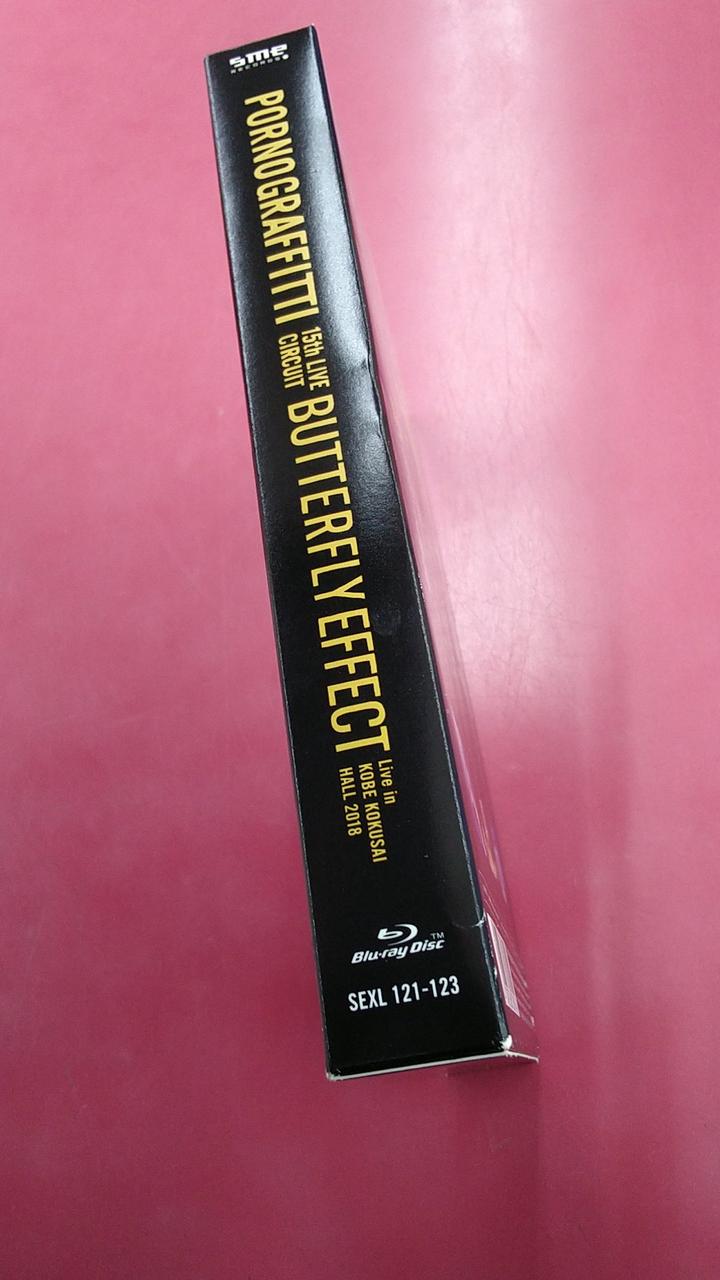 sme
RECORDS
PORNOGRAFFITTI
15th LIVE
CIRCUIT
BUTTERFLY EFFECT
Live in
KOBE KOKUSAI
HALL 2018
Blu-ray Disc™
SEXL 121-123